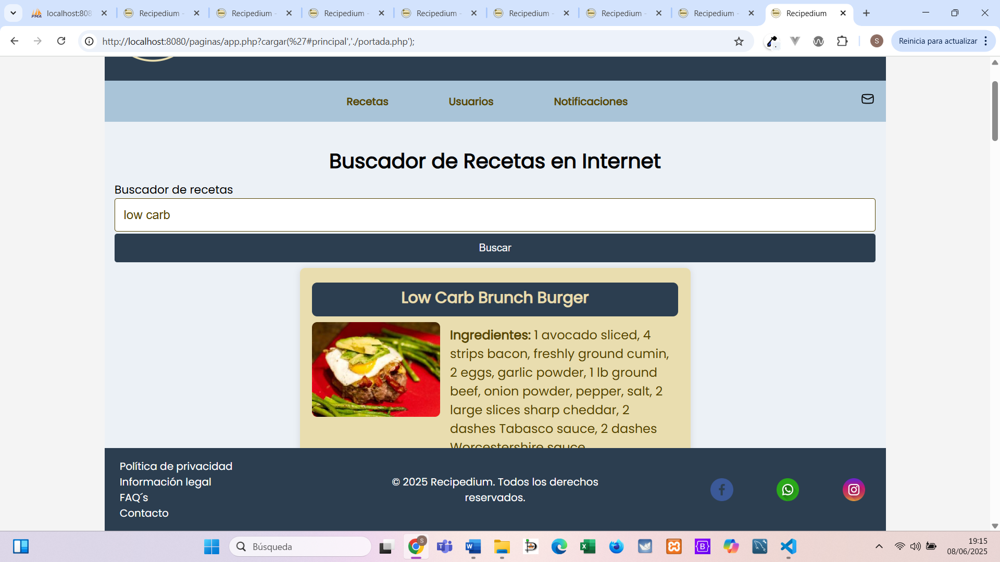 localhost:808
Recipedium -
Recipedium -
Recipedium -
Recipedium -
Recipedium -
Recipedium -
Recipedium -
Recipedium
http://localhost:8080/paginas/app.php?cargar(%27#principal','./portada.php');
S
Reinicia para actualizar
Recetas
Usuarios
Notificaciones
Buscador de Recetas en Internet
Buscador de recetas
low carb
Buscar
Low Carb Brunch Burger
Ingredientes: 1 avocado sliced, 4
strips bacon, freshly ground cumin,
2 eggs, garlic powder, 1 lb ground
beef, onion powder, pepper, salt, 2
large slices sharp cheddar, 2
dashes Tabasco sauce, 2 dashes
Worcestershire sauce
Política de privacidad
Información legal
FAQ´s
Contacto
© 2025 Recipedium. Todos los derechos
reservados.
Búsqueda
19:15
08/06/2025